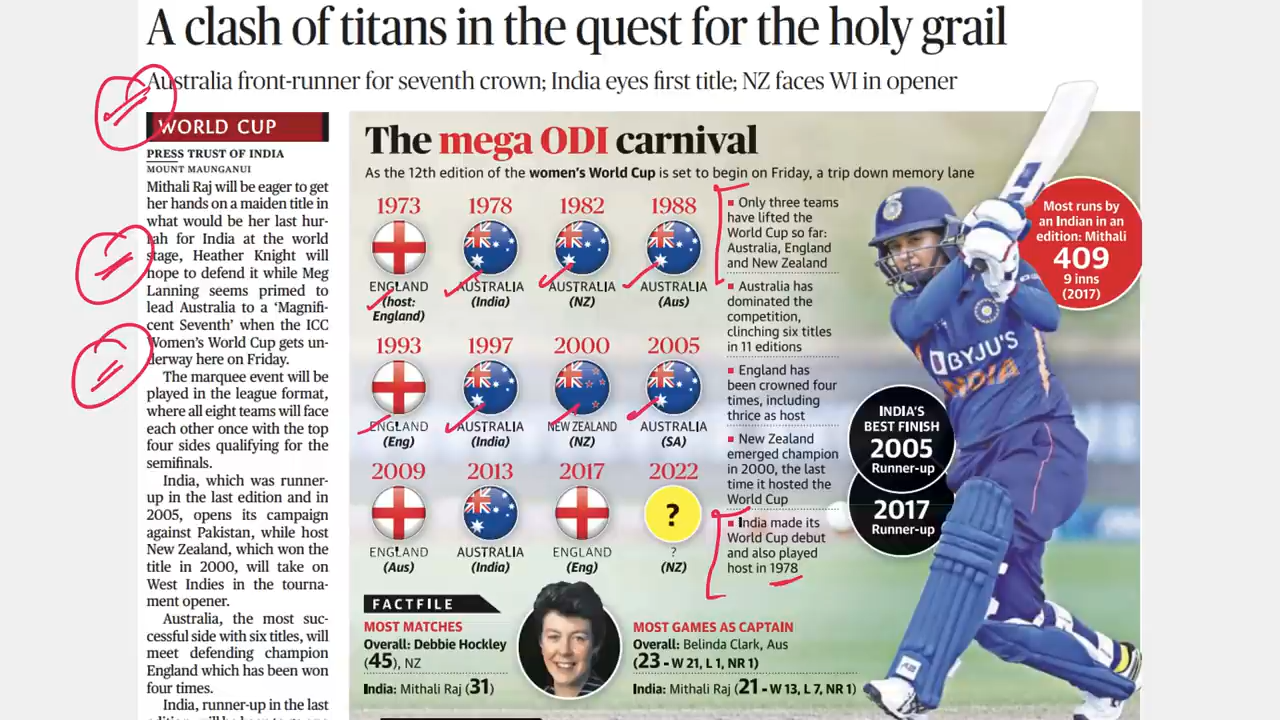 A clash of titans in the quest for the holy grail
Australia front-runner for seventh crown; India eyes first title; NZ faces WI in opener
WORLD CUP
PRESS TRUST OF INDIA
MOUNT MAUNGANUI
Mithali Raj will be eager to get
her hands on a maiden title in
what would be her last hur-
rah for India at the world
stage, Heather Knight will
hope to defend it while Meg
Lanning seems primed to
lead Australia to a ‘Magnifi-
cent Seventh’ when the ICC
Women’s World Cup gets un-
derway here on Friday.
The marquee event will be
played in the league format,
where all eight teams will face
each other once with the top
four sides qualifying for the
semifinals.
India, which was runner-
up in the last edition and in
2005, opens its campaign
against Pakistan, while host
New Zealand, which won the
title in 2000, will take on
West Indies in the tourna-
ment opener.
Australia, the most suc-
cessful side with six titles, will
meet defending champion
England which has been won
four times.
India, runner-up in the last
The mega ODI carnival
As the 12th edition of the women’s World Cup is set to begin on Friday, a trip down memory lane
1973 1978 1982 1988
ENGLAND AUSTRALIA AUSTRALIA AUSTRALIA
(host: (India) (NZ) (Aus)
England)
1993 1997 2000 2005
ENGLAND AUSTRALIA NEW ZEALAND AUSTRALIA
(Eng) (India) (NZ) (SA)
2009 2013 2017 2022
?
ENGLAND AUSTRALIA ENGLAND ?
(Aus) (India) (Eng) (NZ)
Only three teams
have lifted the
World Cup so far:
Australia, England
and New Zealand
Australia has
dominated the
competition,
clinching six titles
in 11 editions
England has
been crowned four
times, including
thrice as host
New Zealand
emerged champion
in 2000, the last
time it hosted the
World Cup
India made its
World Cup debut
and also played
host in 1978
Most runs by
an Indian in an
edition: Mithali
409
9 inns
(2017)
BYJU'S
INDIA
INDIA’S
BEST FINISH
2005
Runner-up
2017
Runner-up
FACTFILE
MOST MATCHES
Overall: Debbie Hockley
(45), NZ
India: Mithali Raj (31)
MOST GAMES AS CAPTAIN
Overall: Belinda Clark, Aus
(23 - W 21, L 1, NR 1)
India: Mithali Raj (21 - W 13, L 7, NR 1)